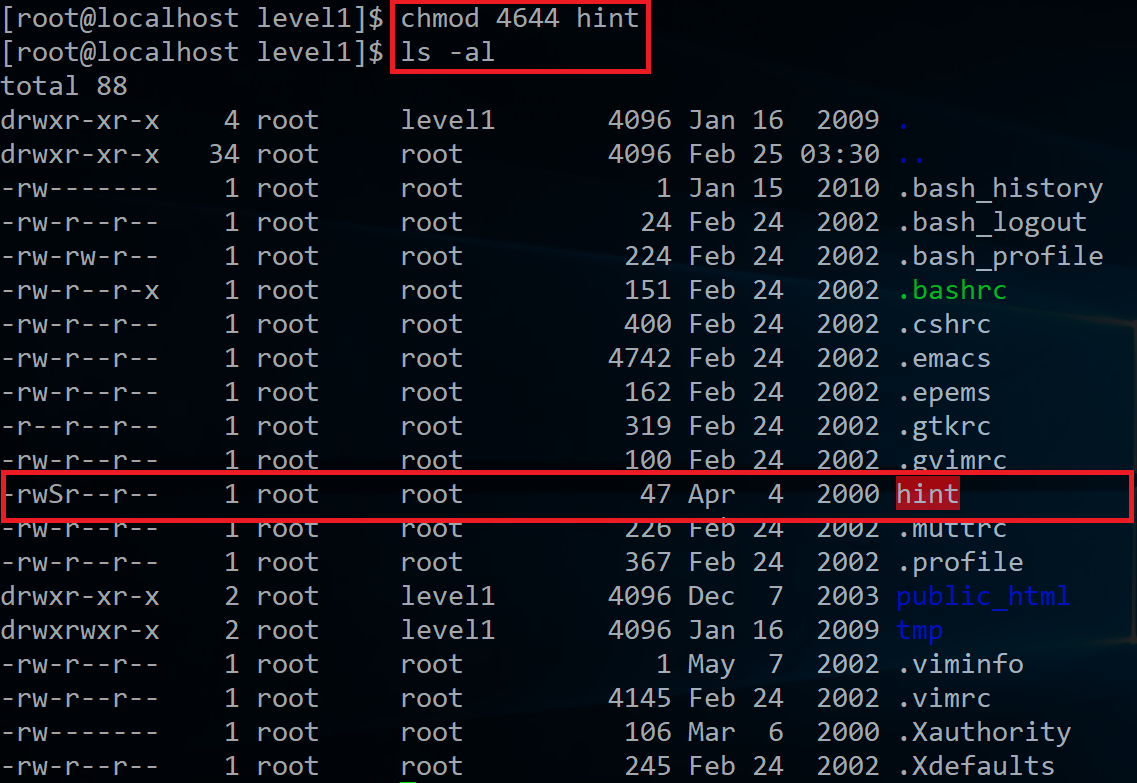 [root@localhost level1]$ chmod 4644 hint
[root@localhost level1]$ ls -al
total 88
drwxr-xr-x    4 root     level1       4096 Jan 16  2009 .
drwxr-xr-x   34 root     root         4096 Feb 25 03:30 ..
-rw-------    1 root     root            1 Jan 15  2010 .bash_history
-rw-r--r--    1 root     root           24 Feb 24  2002 .bash_logout
-rw-rw-r--    1 root     root          224 Feb 24  2002 .bash_profile
-rw-r--r-x    1 root     root          151 Feb 24  2002 .bashrc
-rw-r--r--    1 root     root          400 Feb 24  2002 .cshrc
-rw-r--r--    1 root     root         4742 Feb 24  2002 .emacs
-rw-r--r--    1 root     root          162 Feb 24  2002 .epems
-r--r--r--    1 root     root          319 Feb 24  2002 .gtkrc
-rw-r--r--    1 root     root          100 Feb 24  2002 .gvimrc
-rwSr--r--    1 root     root           47 Apr  4  2000 hint
-rw-r--r--    1 root     root          226 Feb 24  2002 .muttrc
-rw-r--r--    1 root     root          367 Feb 24  2002 .profile
drwxr-xr-x    2 root     level1       4096 Dec  7  2003 public_html
drwxrwxr-x    2 root     level1       4096 Jan 16  2009 tmp
-rw-r--r--    1 root     root            1 May  7  2002 .viminfo
-rw-r--r--    1 root     root         4145 Feb 24  2002 .vimrc
-rw-------    1 root     root          106 Mar  6  2000 .Xauthority
-rw-r--r--    1 root     root          245 Feb 24  2002 .Xdefaults